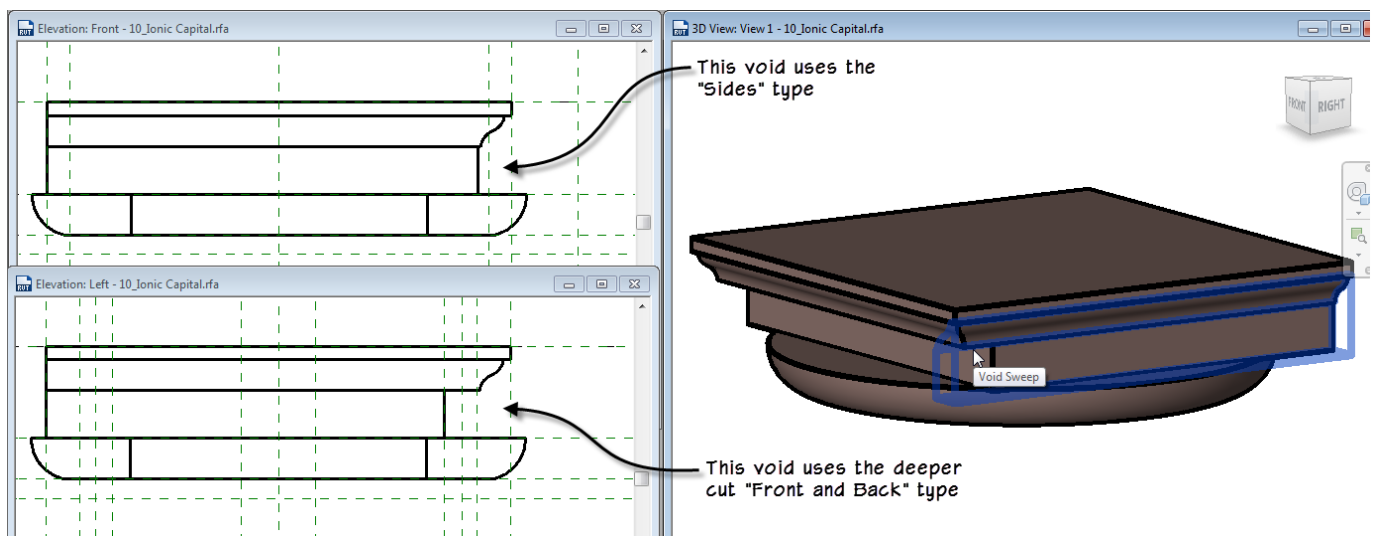 Elevation: Front - 10_Ionic Capital.rfa
This void uses the
"Sides" type
Elevation: Left - 10_Ionic Capital.rfa
This void uses the deeper
cut "Front and Back" type
3D View: View 1 - 10_Ionic Capital.rfa
FRONT
RIGHT
Void Sweep